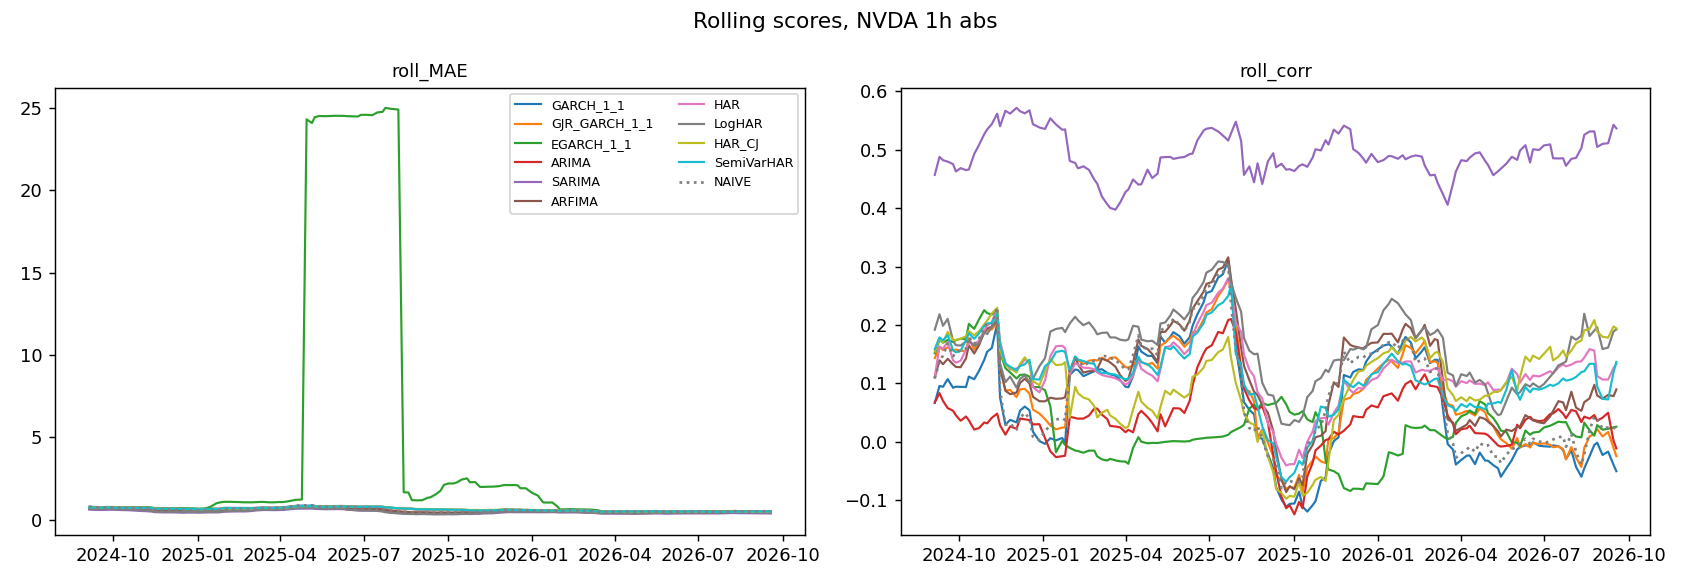 Rolling scores, NVDA 1h abs
roll_MAE
25
20
15
10
5
0
GARCH_1_1
GJR_GARCH_1_1
EGARCH_1_1
ARIMA
SARIMA
ARFIMA
HAR
LogHAR
HAR_CJ
SemiVarHAR
NAIVE
2024-10 2025-01 2025-04 2025-07 2025-10 2026-01 2026-04 2026-07 2026-10
roll_corr
0.6
0.5
0.4
0.3
0.2
0.1
0.0
−0.1
2024-10 2025-01 2025-04 2025-07 2025-10 2026-01 2026-04 2026-07 2026-10